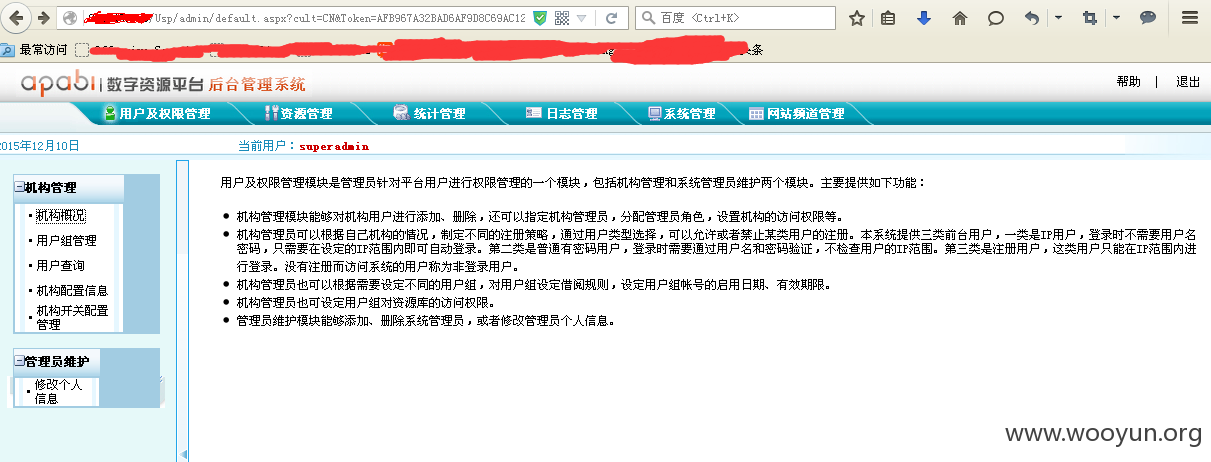 /Usp/admin/default.aspx?cult=CN&Token=AFB967A32BAD6AF9D8C69AC12
百度 <Ctrl+K>
最常访问
条
apabi 数字资源平台 后台管理系统
帮助 | 退出
用户及权限管理 资源管理 统计管理 日志管理 系统管理 网站频道管理
2015年12月10日 当前用户：superadmin
机构管理
机构概况
用户组管理
用户查询
机构配置信息
机构开关配置
管理
管理员维护
修改个人
信息
用户及权限管理模块是管理员针对平台用户进行权限管理的一个模块，包括机构管理和系统管理员维护两个模块。主要提供如下功能：
机构管理模块能够对机构用户进行添加、删除，还可以指定机构管理员，分配管理员角色，设置机构的访问权限等。
机构管理员可以根据自己机构的情况，制定不同的注册策略，通过用户类型选择，可以允许或者禁止某类用户的注册。本系统提供三类前台用户，一类是IP用户，登录时不需要用户名
密码，只需要在设定的IP范围内即可自动登录。第二类是普通有密码用户，登录时需要通过用户名和密码验证，不检查用户的IP范围。第三类是注册用户，这类用户只能在IP范围内进
行登录。没有注册而访问系统的用户称为非登录用户。
机构管理员也可以根据需要设定不同的用户组，对用户组设定借阅规则，设定用户组帐号的启用日期、有效期限。
机构管理员也可设定用户组对资源库的访问权限。
管理员维护模块能够添加、删除系统管理员，或者修改管理员个人信息。
www.wooyun.org